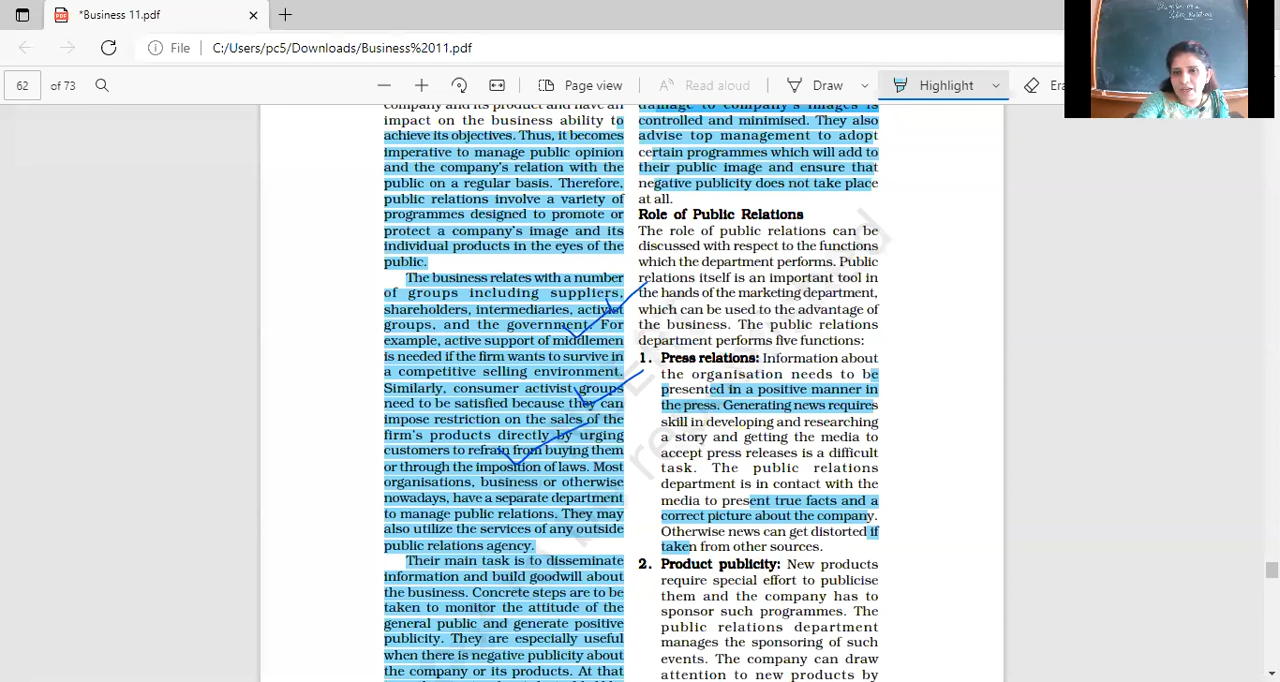 *Business 11.pdf
File
C:/Users/pc5/Downloads/Business%2011.pdf
62
of 73
Page view
Read aloud
Draw
Highlight
company and its product and have an
impact on the business ability to
achieve its objectives. Thus, it becomes
imperative to manage public opinion
and the company's relation with the
public on a regular basis. Therefore,
public relations involve a variety of
programmes designed to promote or
protect a company's image and its
individual products in the eyes of the
public.
The business relates with a number
of groups including suppliers,
shareholders, intermediaries, activist
groups, and the government. For
example, active support of middlemen
is needed if the firm wants to survive in
a competitive selling environment.
Similarly, consumer activist groups
need to be satisfied because they can
impose restriction on the sales of the
firm's products directly by urging
customers to refrain from buying them
or through the imposition of laws. Most
organisations, business or otherwise
nowadays, have a separate department
to manage public relations. They may
also utilize the services of any outside
public relations agency.
Their main task is to disseminate
information and build goodwill about
the business. Concrete steps are to be
taken to monitor the attitude of the
general public and generate positive
publicity. They are especially useful
when there is negative publicity about
the company or its products. At that
damage to company's images is
controlled and minimised. They also
advise top management to adopt
certain programmes which will add to
their public image and ensure that
negative publicity does not take place
at all.
Role of Public Relations
The role of public relations can be
discussed with respect to the functions
which the department performs. Public
relations itself is an important tool in
the hands of the marketing department,
which can be used to the advantage of
the business. The public relations
department performs five functions:
1. Press relations: Information about
the organisation needs to be
presented in a positive manner in
the press. Generating news requires
skill in developing and researching
a story and getting the media to
accept press releases is a difficult
task. The public relations
department is in contact with the
media to present true facts and a
correct picture about the company.
Otherwise news can get distorted if
taken from other sources.
2. Product publicity: New products
require special effort to publicise
them and the company has to
sponsor such programmes. The
public relations department
manages the sponsoring of such
events. The company can draw
attention to new products by